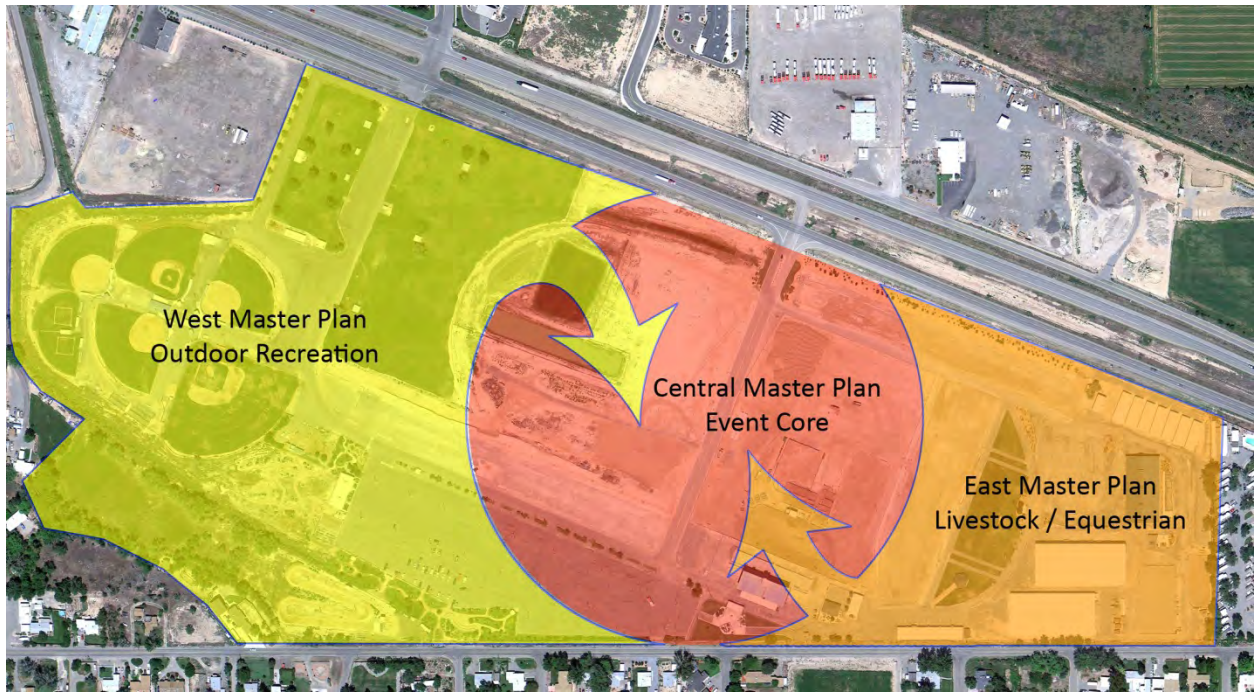 West Master Plan
Outdoor Recreation
Central Master Plan
Event Core
East Master Plan
Livestock / Equestrian